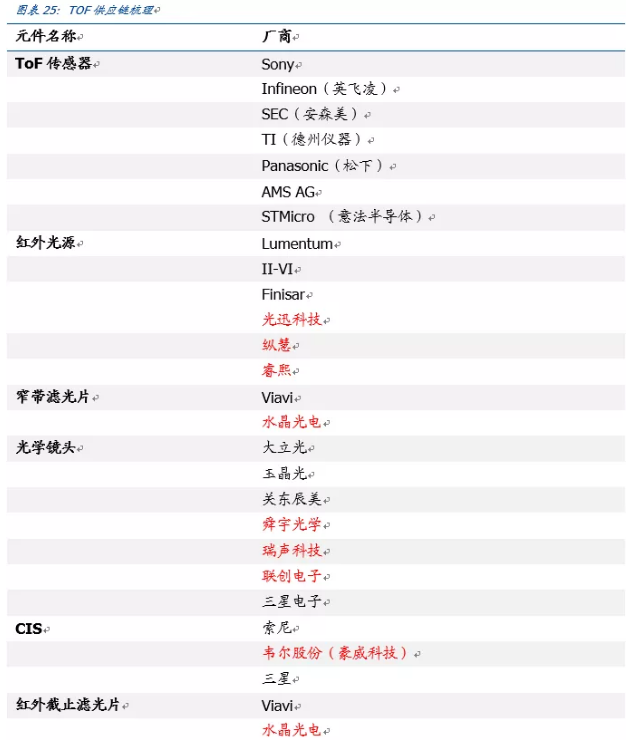 图表 25：TOF 供应链梳理
元件名称 厂商
ToF 传感器 Sony
Infineon（英飞凌）
SEC（安森美）
TI（德州仪器）
Panasonic（松下）
AMS AG
STMicro （意法半导体）
红外光源 Lumentum
II-VI
Finisar
光迅科技
纵慧
睿熙
窄带滤光片 Viavi
水晶光电
光学镜头 大立光
玉晶光
关东辰美
舜宇光学
瑞声科技
联创电子
三星电子
CIS 索尼
韦尔股份（豪威科技）
三星
红外截止滤光片 Viavi
水晶光电